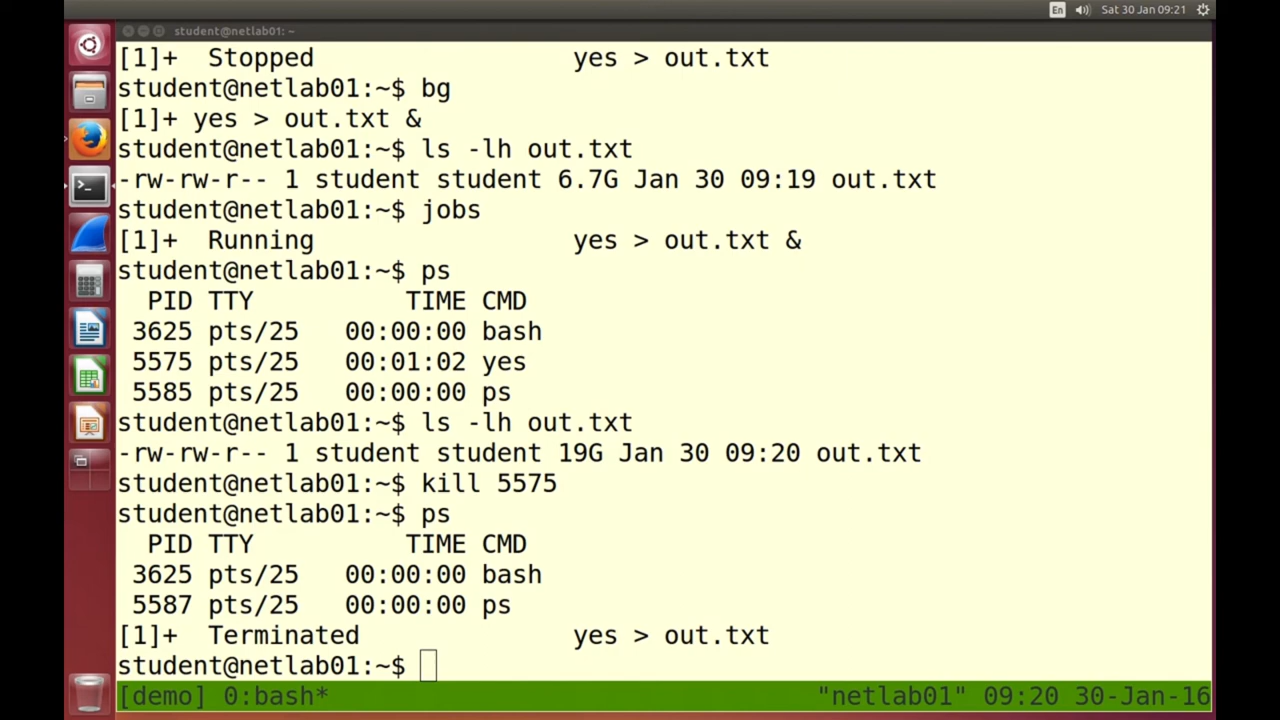 En Sat 30 Jan 09:21
student@netlab01: ~
[1]+  Stopped                 yes > out.txt
student@netlab01:~$ bg
[1]+ yes > out.txt &
student@netlab01:~$ ls -lh out.txt
-rw-rw-r-- 1 student student 6.7G Jan 30 09:19 out.txt
student@netlab01:~$ jobs
[1]+  Running                 yes > out.txt &
student@netlab01:~$ ps
  PID TTY          TIME CMD
 3625 pts/25   00:00:00 bash
 5575 pts/25   00:01:02 yes
 5585 pts/25   00:00:00 ps
student@netlab01:~$ ls -lh out.txt
-rw-rw-r-- 1 student student 19G Jan 30 09:20 out.txt
student@netlab01:~$ kill 5575
student@netlab01:~$ ps
  PID TTY          TIME CMD
 3625 pts/25   00:00:00 bash
 5587 pts/25   00:00:00 ps
[1]+  Terminated              yes > out.txt
student@netlab01:~$
[demo] 0:bash* "netlab01" 09:20 30-Jan-16